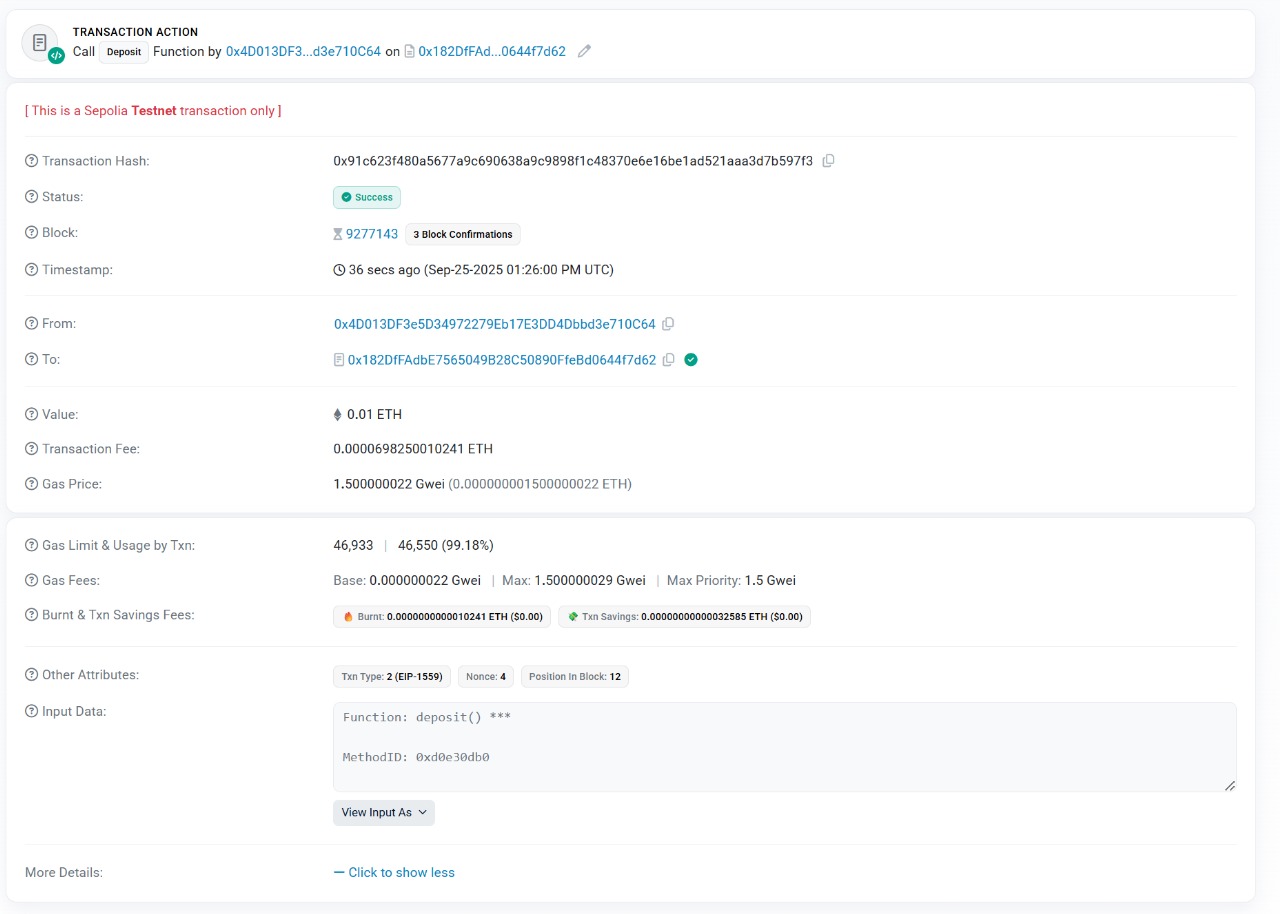 TRANSACTION ACTION
Call Deposit Function by 0x4D013DF3...d3e710C64 on 0x182DfFAd...0644f7d62
[ This is a Sepolia Testnet transaction only ]
Transaction Hash: 0x91c623f480a5677a9c690638a9c9898f1c48370e6e16be1ad521aaa3d7b597f3
Status: Success
Block: 9277143 3 Block Confirmations
Timestamp: 36 secs ago (Sep-25-2025 01:26:00 PM UTC)
From: 0x4D013DF3e5D34972279Eb17E3DD4Dbbd3e710C64
To: 0x182DfFAdbE7565049B28C50890FfeBd0644f7d62
Value: 0.01 ETH
Transaction Fee: 0.0000698250010241 ETH
Gas Price: 1.500000022 Gwei (0.000000001500000022 ETH)
Gas Limit & Usage by Txn: 46,933 | 46,550 (99.18%)
Gas Fees: Base: 0.000000022 Gwei | Max: 1.500000029 Gwei | Max Priority: 1.5 Gwei
Burnt & Txn Savings Fees: Burnt: 0.0000000000010241 ETH ($0.00) Txn Savings: 0.00000000000032585 ETH ($0.00)
Other Attributes: Txn Type: 2 (EIP-1559) Nonce: 4 Position In Block: 12
Input Data: Function: deposit() ***
MethodID: 0xd0e30db0
View Input As
More Details: — Click to show less